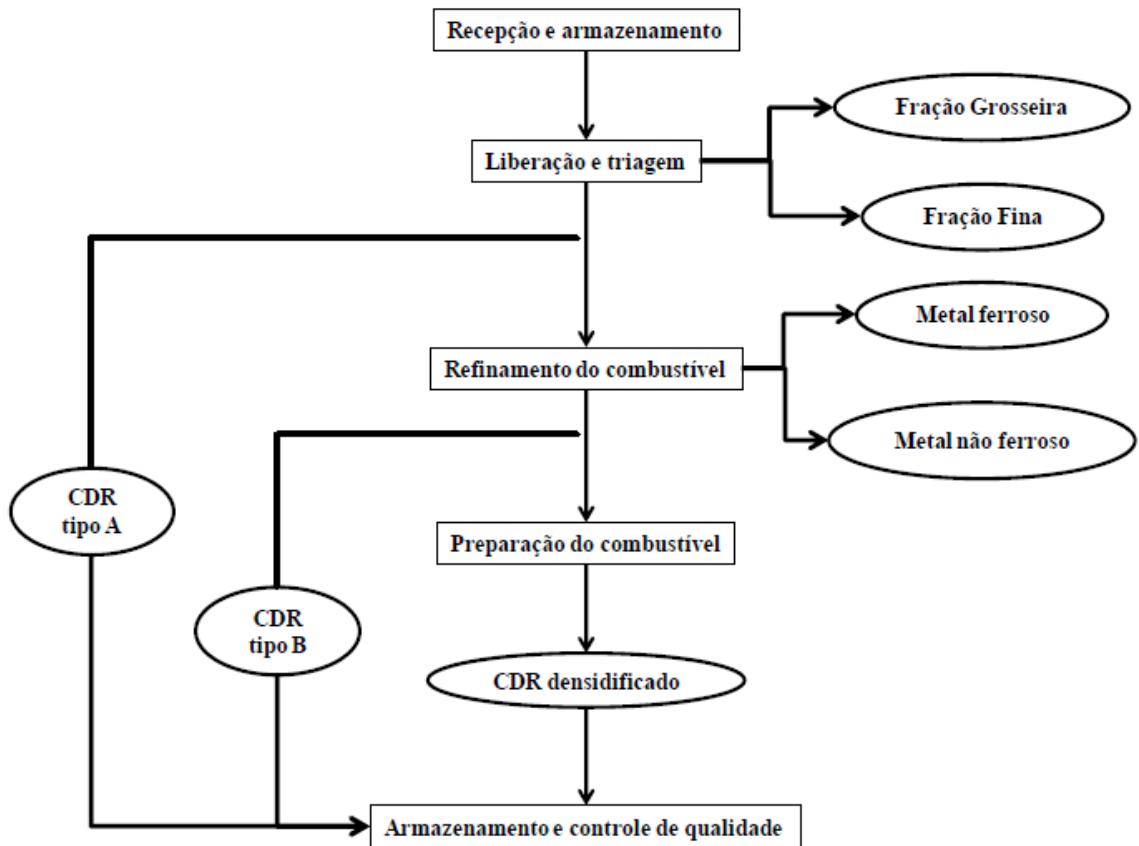 Recepção e armazenamento
Fração Grosseira
Liberação e triagem
Fração Fina
Metal ferroso
Refinamento do combustível
Metal não ferroso
CDR
tipo A
Preparação do combustível
CDR
tipo B
CDR densidificado
Armazenamento e controle de qualidade